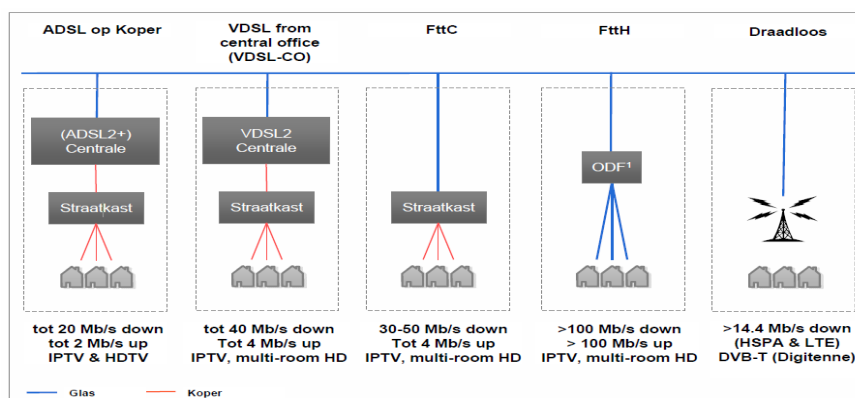 ADSL op Koper
VDSL from
central office
(VDSL-CO)
FttC
FttH
Draadloos
(ADSL2+)
Centrale
VDSL2
Centrale
ODF¹
Straatkast
Straatkast
Straatkast
tot 20 Mb/s down
tot 2 Mb/s up
IPTV & HDTV
tot 40 Mb/s down
Tot 4 Mb/s up
IPTV, multi-room HD
30-50 Mb/s down
Tot 4 Mb/s up
IPTV, multi-room HD
>100 Mb/s down
> 100 Mb/s up
IPTV, multi-room HD
>14.4 Mb/s down
(HSPA & LTE)
DVB-T (Digitenne)
Glas
Koper